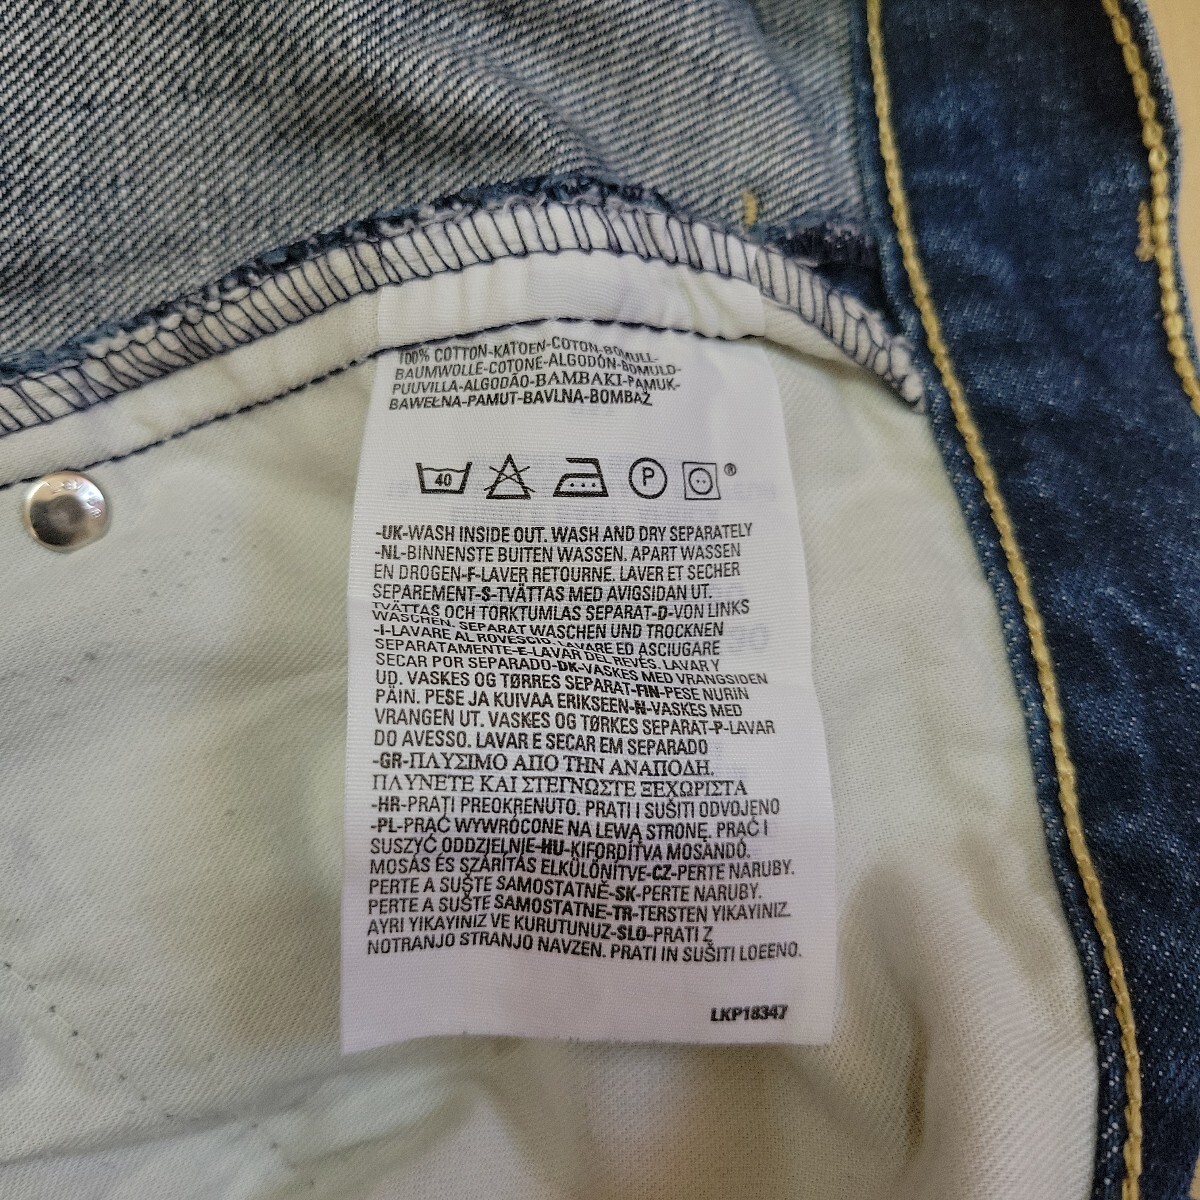 100% COTTON-KATOEN-COTON-BOMULL-
BAUMWOLLE-COTONE-ALGODÓN-BOMULD-
PUUVILLA-ALGODÃO-BAMBAKI-PAMUK-
BAWEŁNA-PAMUT-BAVLNA-BOMBAŽ
40 P ®
-UK-WASH INSIDE OUT. WASH AND DRY SEPARATELY
-NL-BINNENSTE BUITEN WASSEN. APART WASSEN
EN DROGEN-F-LAVER RETOURNE. LAVER ET SECHER
SEPAREMENT-S-TVÄTTAS MED AVIGSIDAN UT.
TVÄTTAS OCH TORKTUMLAS SEPARAT-D-VON LINKS
WASCHEN. SEPARAT WASCHEN UND TROCKNEN
-I-LAVARE AL ROVESCIO. LAVARE ED ASCIUGARE
SEPARATAMENTE-E-LAVAR DEL REVÉS. LAVAR Y
SECAR POR SEPARADO-DK-VASKES MED VRANGSIDEN
UD. VASKES OG TØRRES SEPARAT-FIN-PESE NURIN
PÄIN. PESE JA KUIVAA ERIKSEEN-N-VASKES MED
VRANGEN UT. VASKES OG TØRKES SEPARAT-P-LAVAR
DO AVESSO. LAVAR E SECAR EM SEPARADO
-GR-ΠΛΥΣΙΜΟ ΑΠΟ ΤΗΝ ΑΝΑΠΟΔΗ.
ΠΛΥΝΕΤΕ ΚΑΙ ΣΤΕΓΝΩΣΤΕ ΞΕΧΩΡΙΣΤΑ
-HR-PRATI PREOKRENUTO. PRATI I SUŠITI ODVOJENO
-PL-PRAĆ WYWRÓCONE NA LEWĄ STRONĘ. PRAĆ I
SUSZYĆ ODDZIELNIE-HU-KIFORDÍTVA MOSANDÓ.
MOSÁS ÉS SZÁRÍTÁS ELKÜLÖNÍTVE-CZ-PERTE NARUBY.
PERTE A SUŠTE SAMOSTATNĚ-SK-PERTE NARUBY.
PERTE A SUŠTE SAMOSTATNE-TR-TERSTEN YIKAYINIZ.
AYRI YIKAYINIZ VE KURUTUNUZ-SLO-PRATI Z
NOTRANJO STRANJO NAVZEN. PRATI IN SUŠITI LOEENO.
LKP18347